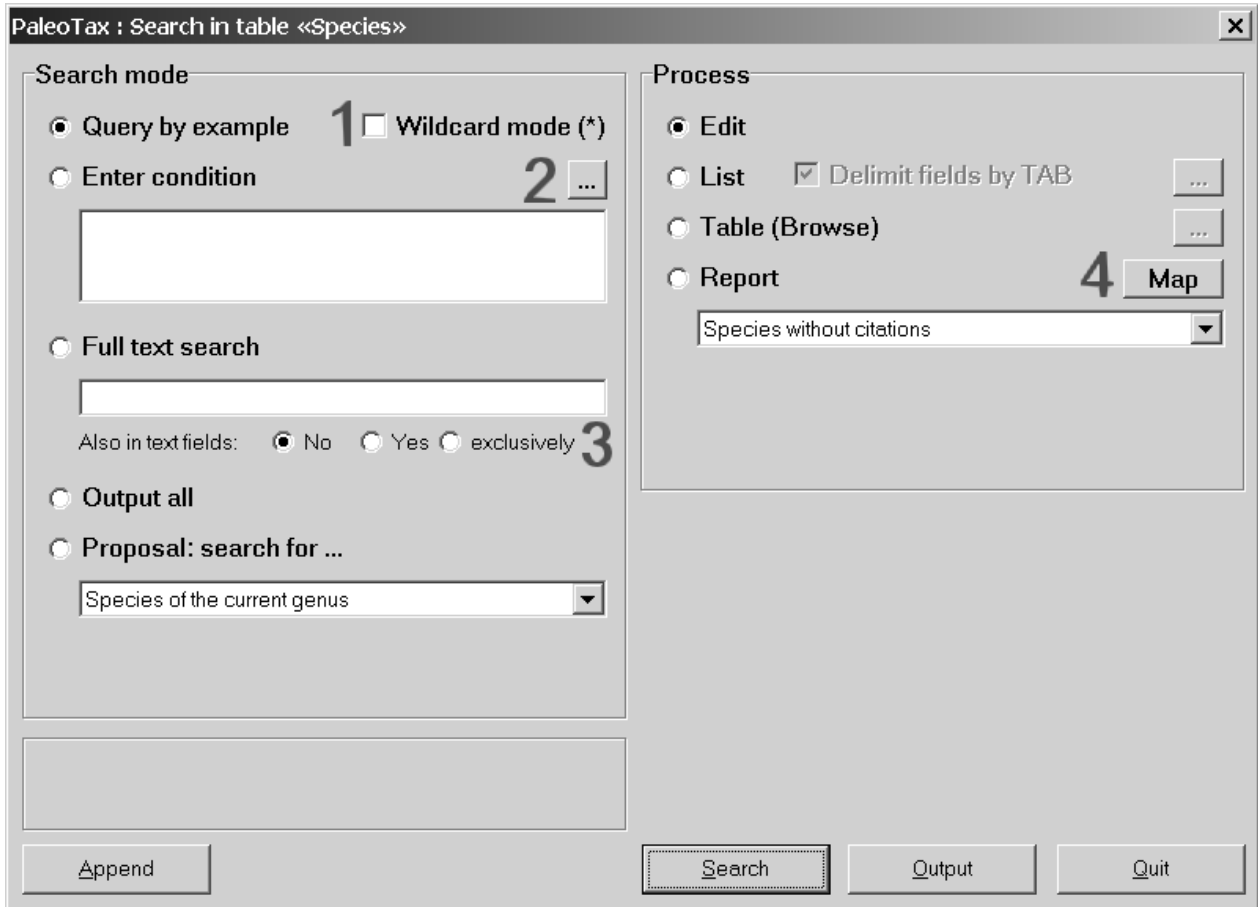 PaleoTax : Search in table «Species»
Search mode
Query by example 1 Wildcard mode (*)
Enter condition 2 ...
Full text search
Also in text fields: No Yes exclusively 3
Output all
Proposal: search for ...
Species of the current genus
Process
Edit
List Delimit fields by TAB ...
Table (Browse) ...
Report 4 Map
Species without citations
Append Search Output Quit